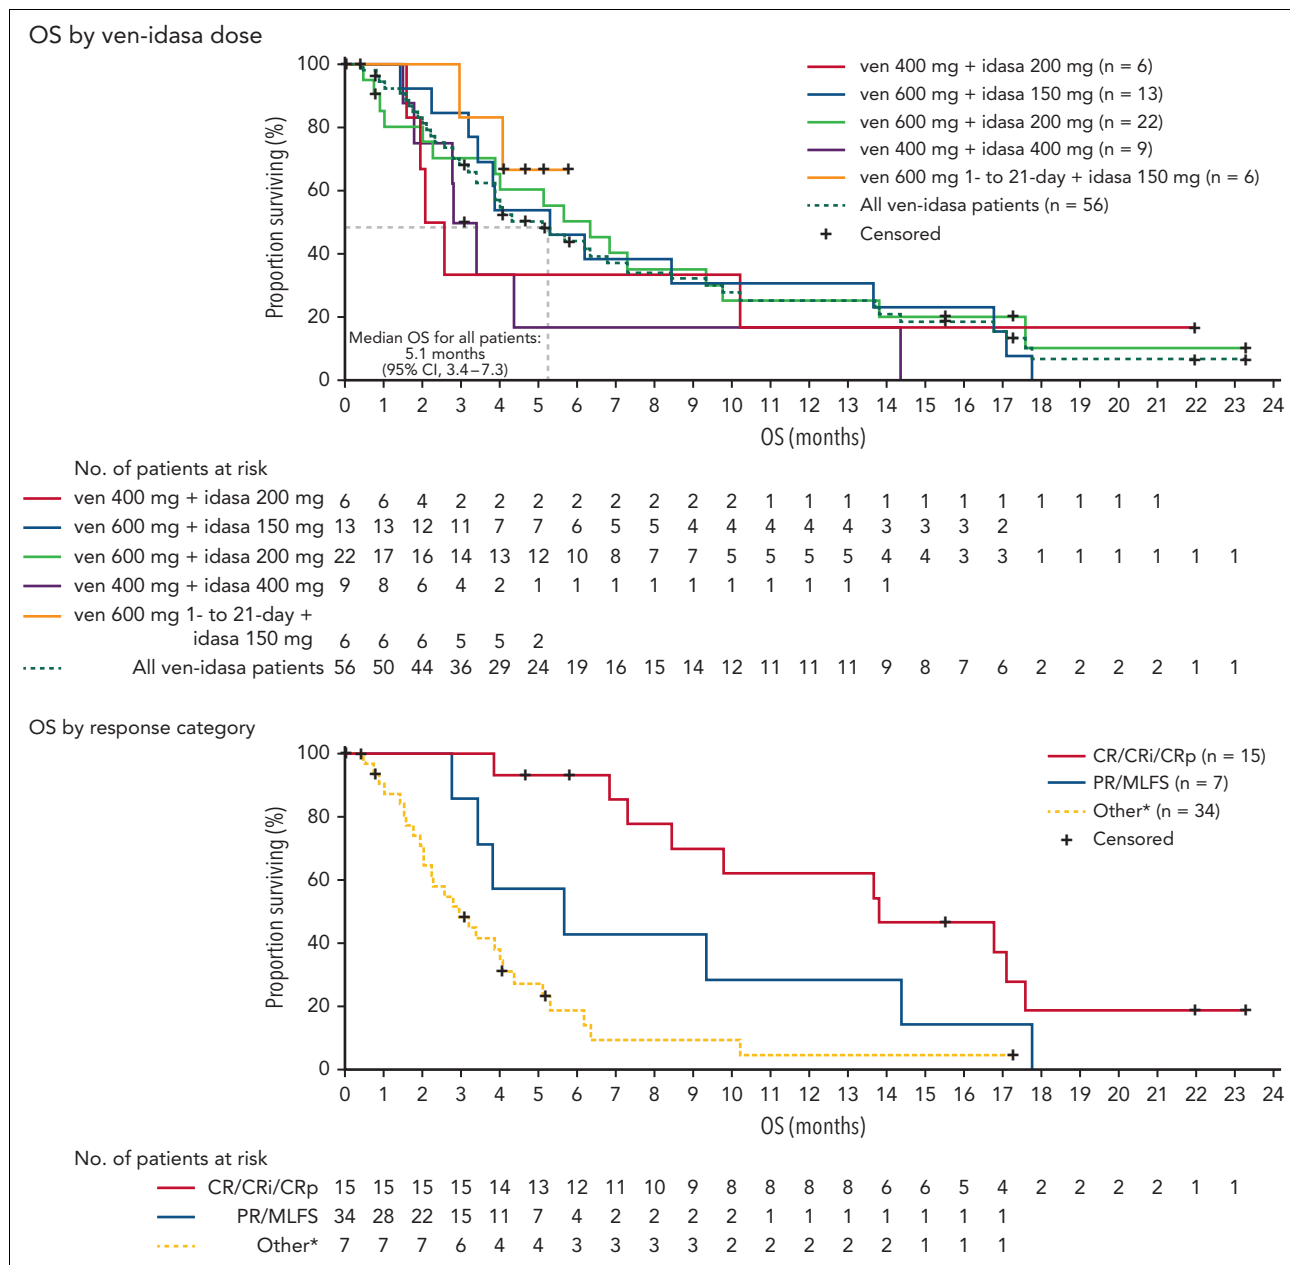 OS by ven-idasa dose
100
80
60
40
20
0
Proportion surviving (%)
ven 400 mg + idasa 200 mg (n = 6)
ven 600 mg + idasa 150 mg (n = 13)
ven 600 mg + idasa 200 mg (n = 22)
ven 400 mg + idasa 400 mg (n = 9)
ven 600 mg 1- to 21-day + idasa 150 mg (n = 6)
All ven-idasa patients (n = 56)
+ Censored
Median OS for all patients:
5.1 months
(95% CI, 3.4–7.3)
0 1 2 3 4 5 6 7 8 9 10 11 12 13 14 15 16 17 18 19 20 21 22 23 24
OS (months)
No. of patients at risk
ven 400 mg + idasa 200 mg 6 6 4 2 2 2 2 2 2 2 2 1 1 1 1 1 1 1 1 1 1 1
ven 600 mg + idasa 150 mg 13 13 12 11 7 7 6 5 5 4 4 4 4 4 3 3 3 2
ven 600 mg + idasa 200 mg 22 17 16 14 13 12 10 8 7 7 5 5 5 5 4 4 3 3 1 1 1 1 1 1
ven 400 mg + idasa 400 mg 9 8 6 4 2 1 1 1 1 1 1 1 1 1 1
ven 600 mg 1- to 21-day +
idasa 150 mg 6 6 6 5 5 2
All ven-idasa patients 56 50 44 36 29 24 19 16 15 14 12 11 11 11 9 8 7 6 2 2 2 2 1 1
OS by response category
100
80
60
40
20
0
Proportion surviving (%)
CR/CRi/CRp (n = 15)
PR/MLFS (n = 7)
Other* (n = 34)
+ Censored
0 1 2 3 4 5 6 7 8 9 10 11 12 13 14 15 16 17 18 19 20 21 22 23 24
OS (months)
No. of patients at risk
CR/CRi/CRp 15 15 15 15 14 13 12 11 10 9 8 8 8 8 6 6 5 4 2 2 2 2 1 1
PR/MLFS 34 28 22 15 11 7 4 2 2 2 2 1 1 1 1 1 1 1
Other* 7 7 7 6 4 4 3 3 3 3 2 2 2 2 2 1 1 1